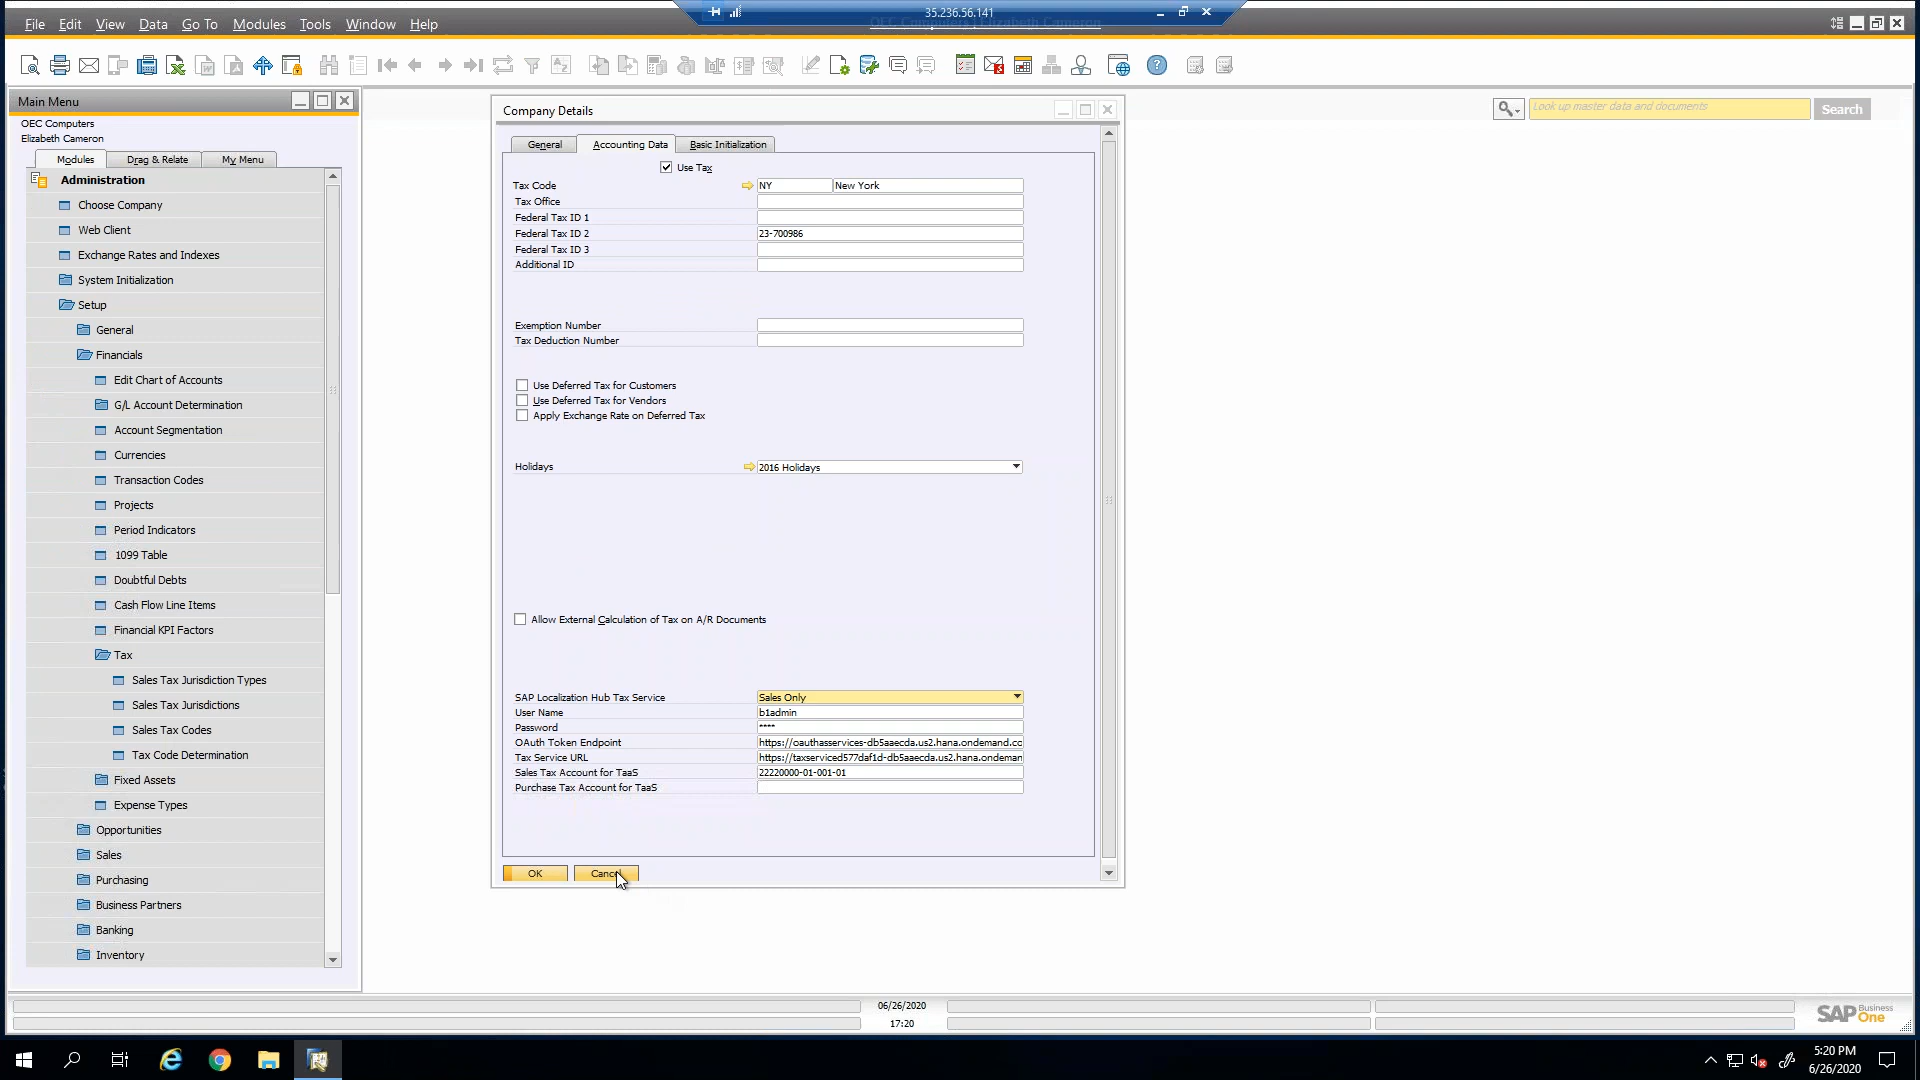 35.236.56.141
OEC Computers | Elizabeth Cameron
File Edit View Data Go To Modules Tools Window Help
Main Menu
OEC Computers
Elizabeth Cameron
Modules Drag & Relate My Menu
Administration
Choose Company
Web Client
Exchange Rates and Indexes
System Initialization
Setup
General
Financials
Edit Chart of Accounts
G/L Account Determination
Account Segmentation
Currencies
Transaction Codes
Projects
Period Indicators
1099 Table
Doubtful Debts
Cash Flow Line Items
Financial KPI Factors
Tax
Sales Tax Jurisdiction Types
Sales Tax Jurisdictions
Sales Tax Codes
Tax Code Determination
Fixed Assets
Expense Types
Opportunities
Sales
Purchasing
Business Partners
Banking
Inventory
Company Details
General Accounting Data Basic Initialization
Use Tax
Tax Code NY New York
Tax Office
Federal Tax ID 1
Federal Tax ID 2 23-700986
Federal Tax ID 3
Additional ID
Exemption Number
Tax Deduction Number
Use Deferred Tax for Customers
Use Deferred Tax for Vendors
Apply Exchange Rate on Deferred Tax
Holidays 2016 Holidays
Allow External Calculation of Tax on A/R Documents
SAP Localization Hub Tax Service Sales Only
User Name b1admin
Password ****
OAuth Token Endpoint https://oauthasservices-db5aaecda.us2.hana.ondemand.co
Tax Service URL https://taxserviced577daf1d-db5aaecda.us2.hana.ondeman
Sales Tax Account for TaaS 22220000-01-001-01
Purchase Tax Account for TaaS
OK Cancel
Look up master data and documents Search
06/26/2020
17:20
SAP Business One
5:20 PM
6/26/2020